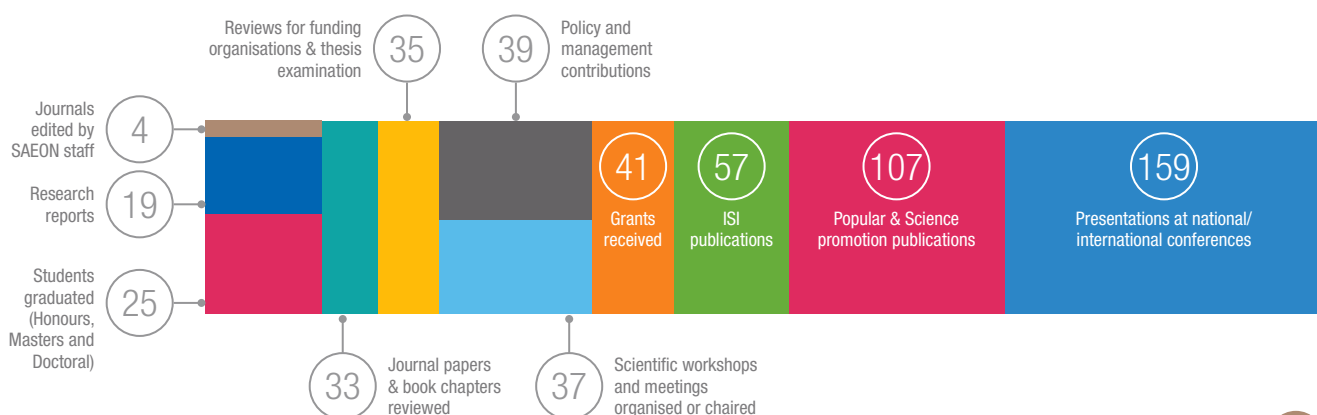 Reviews for funding
organisations & thesis
examination
35
39
Policy and
management
contributions
Journals
edited by
SAEON staff
4
Research
reports
19
Students
graduated
(Honours,
Masters and
Doctoral)
25
41
Grants
received
57
ISI
publications
107
Popular & Science
promotion publications
159
Presentations at national/
international conferences
33
Journal papers
& book chapters
reviewed
37
Scientific workshops
and meetings
organised or chaired